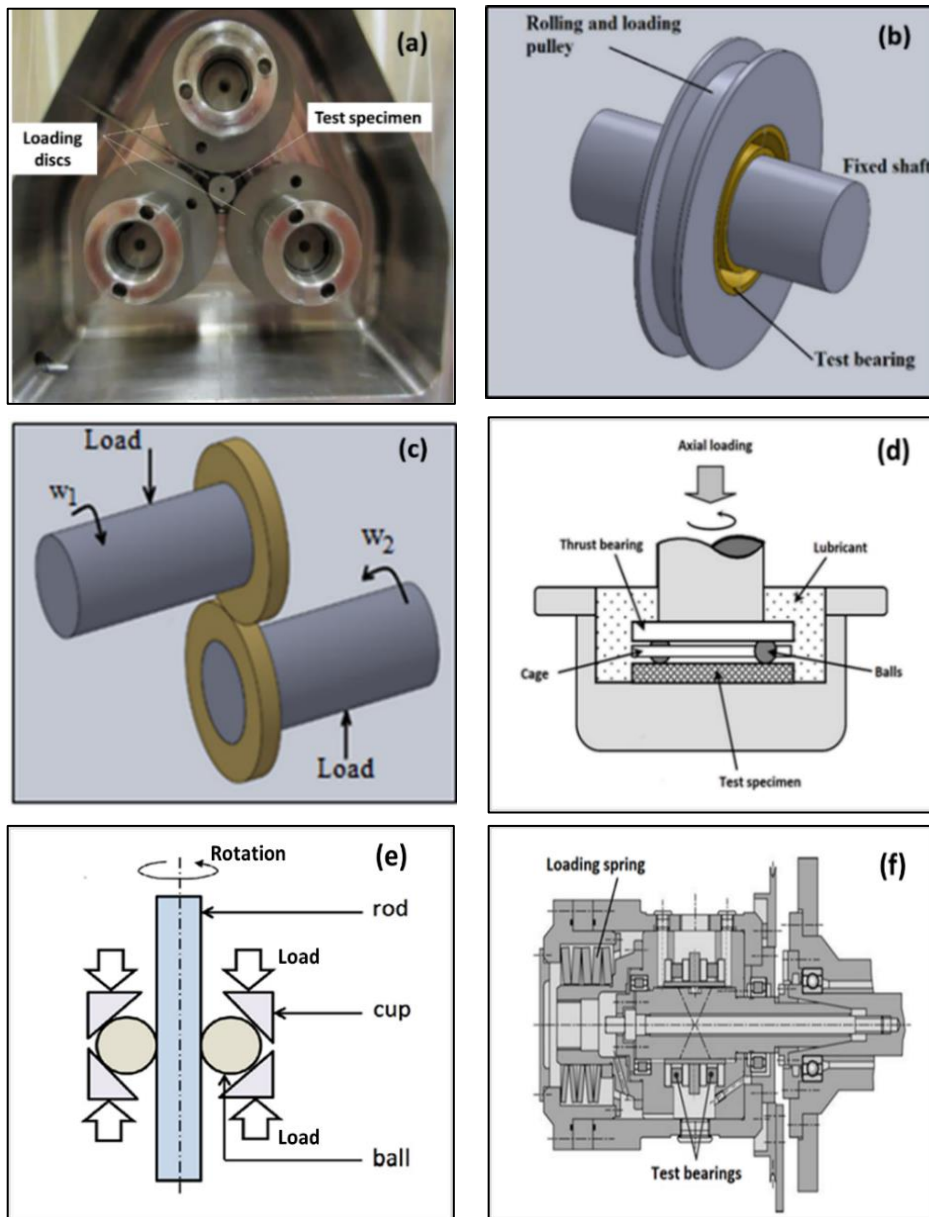 (a)
Loading
discs
Test specimen
(b)
Rolling and loading
pulley
Fixed shaft
Test bearing
(c)
Load
w1
w2
Load
(d)
Axial loading
Thrust bearing
Lubricant
Cage
Balls
Test specimen
(e)
Rotation
rod
Load
cup
Load
ball
(f)
Loading spring
Test bearings